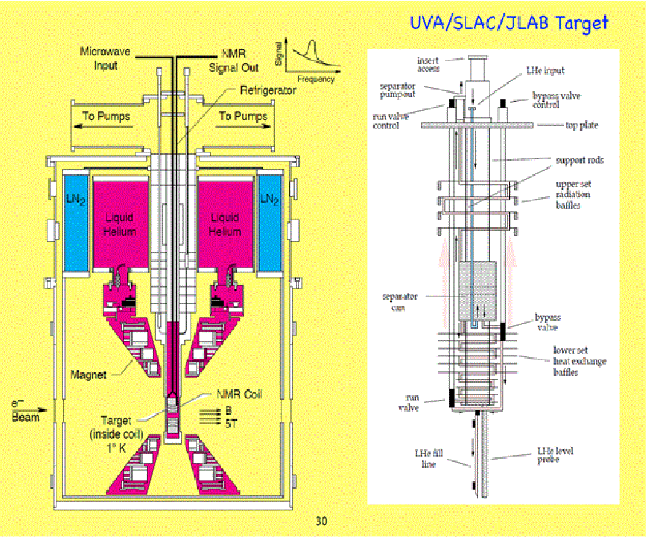 UVA/SLAC/JLAB Target
Microwave
Input
NMR
Signal Out
Signal
Frequency
Refrigerator
To Pumps
To Pumps
LN2
Liquid
Helium
Liquid
Helium
LN2
Magnet
e–
Beam
NMR Coil
Target
(inside coil)
1° K
B
5T
insert
access
LHe input
separator
pump-out
bypass valve
control
run valve
control
top plate
support rods
upper set
radiation
baffles
separator
can
bypass
valve
lower set
heat exhange
baffles
run
valve
LHe fill
line
LHe level
probe
30